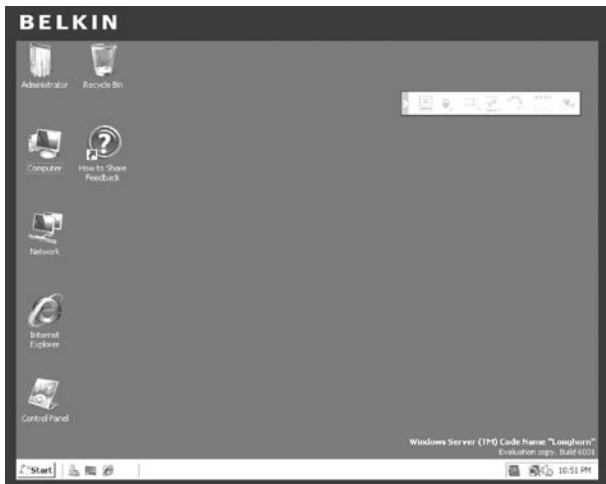 BELKIN
Administrator
Recycle Bin
Computer
How to Share
Feedback
Network
Internet
Explorer
Control Panel
Windows Server (TM) Code Name "Longhorn"
Evaluation copy. Build 6001
Start
10:51 PM